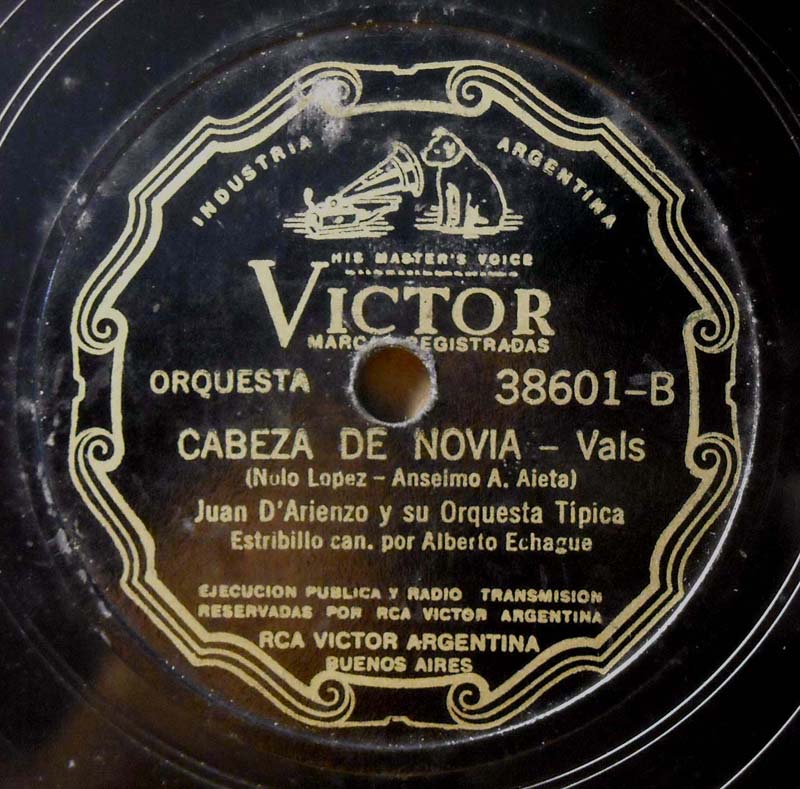 INDUSTRIA ARGENTINA
HIS MASTER'S VOICE
VICTOR
MARCAS REGISTRADAS
ORQUESTA 38601-B
CABEZA DE NOVIA - Vals
(Nolo Lopez - Anselmo A. Aieta)
Juan D'Arienzo y su Orquesta Típica
Estribillo can. por Alberto Echague
EJECUCION PUBLICA Y RADIO TRANSMISION
RESERVADAS POR RCA VICTOR ARGENTINA
RCA VICTOR ARGENTINA
BUENOS AIRES